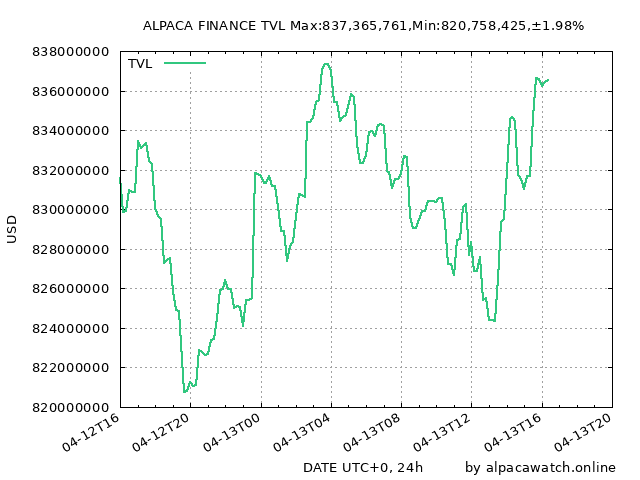 ALPACA FINANCE TVL Max:837,365,761,Min:820,758,425,±1.98%
TVL
838000000
836000000
834000000
832000000
830000000
828000000
826000000
824000000
822000000
820000000
USD
04-12T16
04-12T20
04-13T00
04-13T04
04-13T08
04-13T12
04-13T16
04-13T20
DATE UTC+0, 24h
by alpacawatch.online